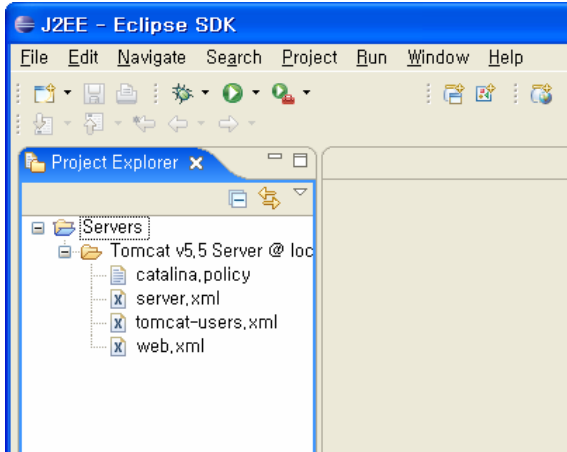 J2EE - Eclipse SDK
File Edit Navigate Search Project Run Window Help
Project Explorer
Servers
Tomcat v5.5 Server @ loc
catalina.policy
server.xml
tomcat-users.xml
web.xml